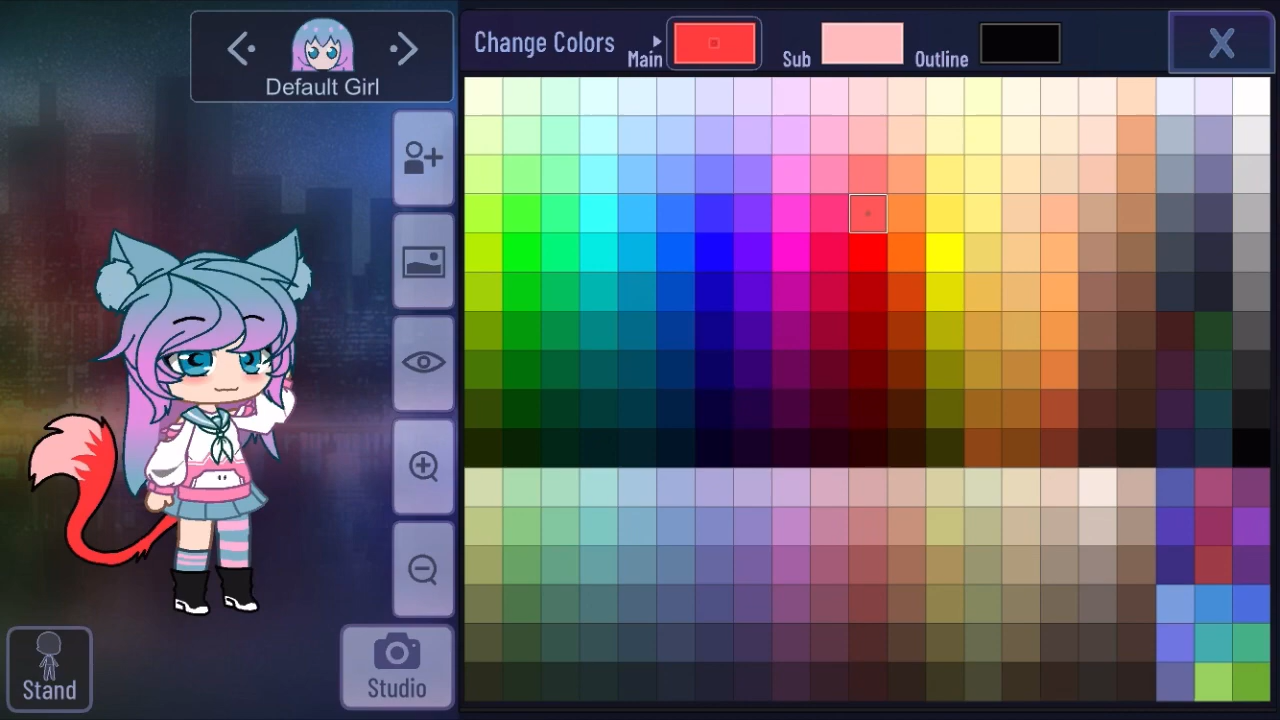 Default Girl
Change Colors
Main
Sub
Outline
X
Stand
Studio